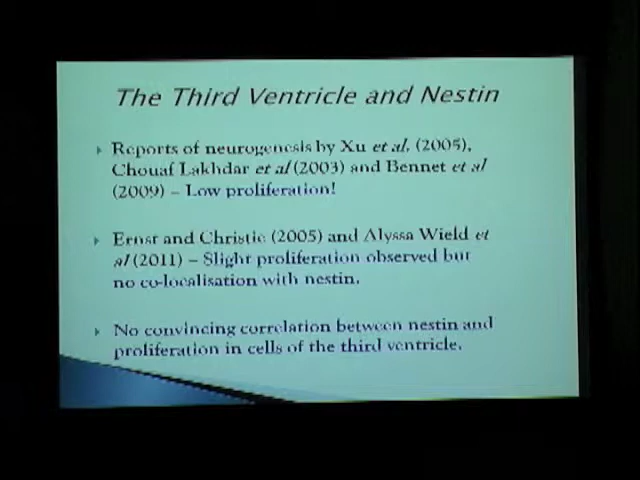 The Third Ventricle and Nestin
Reports of neurogenesis by Xu et al, (2005),
Chouaf Lakhdar et al (2003) and Bennet et al
(2009) – Low proliferation!
Ernst and Christie (2005) and Alyssa Wield et
al (2011) – Slight proliferation observed but
no co-localisation with nestin.
No convincing correlation between nestin and
proliferation in cells of the third ventricle.